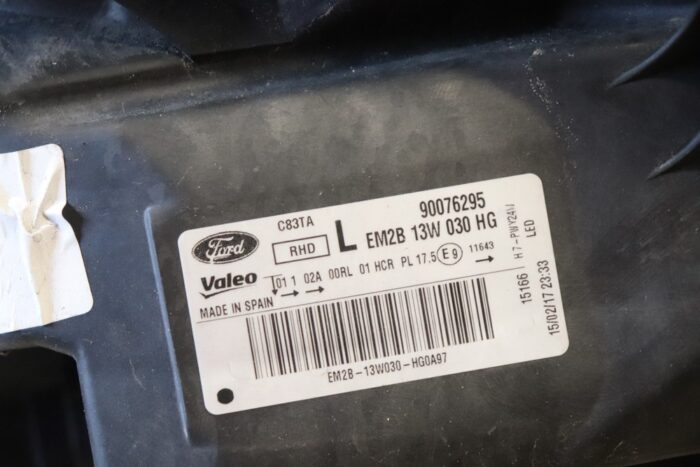 C83TA
90076295
Ford
RHD
L
EM2B 13W 030 HG
Valeo
01 1 02A 00RL 01 HCR PL 17.5 E9 11643
MADE IN SPAIN
EM2B-13W030-HG0A97
15166 H7-PWY24W
LED
15/02/17 23:33